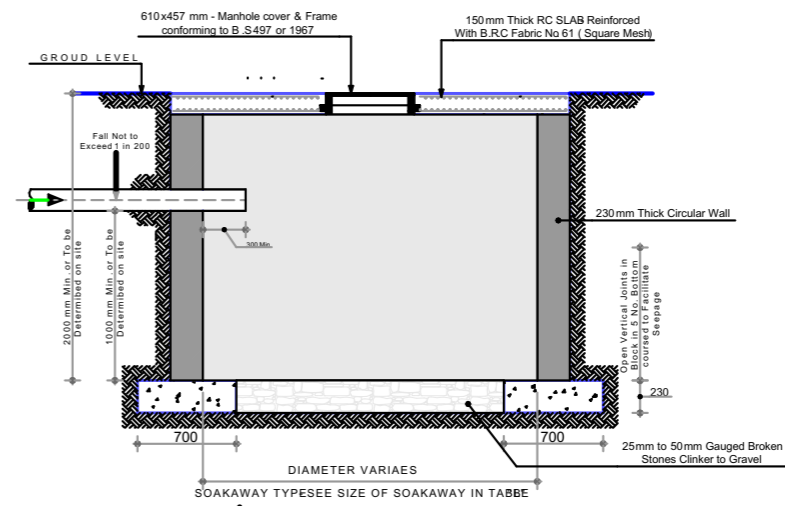 610x457 mm - Manhole cover & Frame
conforming to B .S497 or 1967
150mm Thick RC SLAB Reinforced
With B.R.C Fabric No 61 ( Square Mesh)
GROUD LEVEL
Fall Not to
Exceed 1 in 200
230mm Thick Circular Wall
300 Min.
2000 mm Min. or To be
Determibed on site
1000 mm Min. or To be
Determibed on site
Open Vertical Joints in
Block in 5 No. Bottom
coursed to Facilitate
Seepage
230
700
700
25mm to 50mm Gauged Broken
Stones Clinker to Gravel
DIAMETER VARIAES
SOAKAWAY TYPESEE SIZE OF SOAKAWAY IN